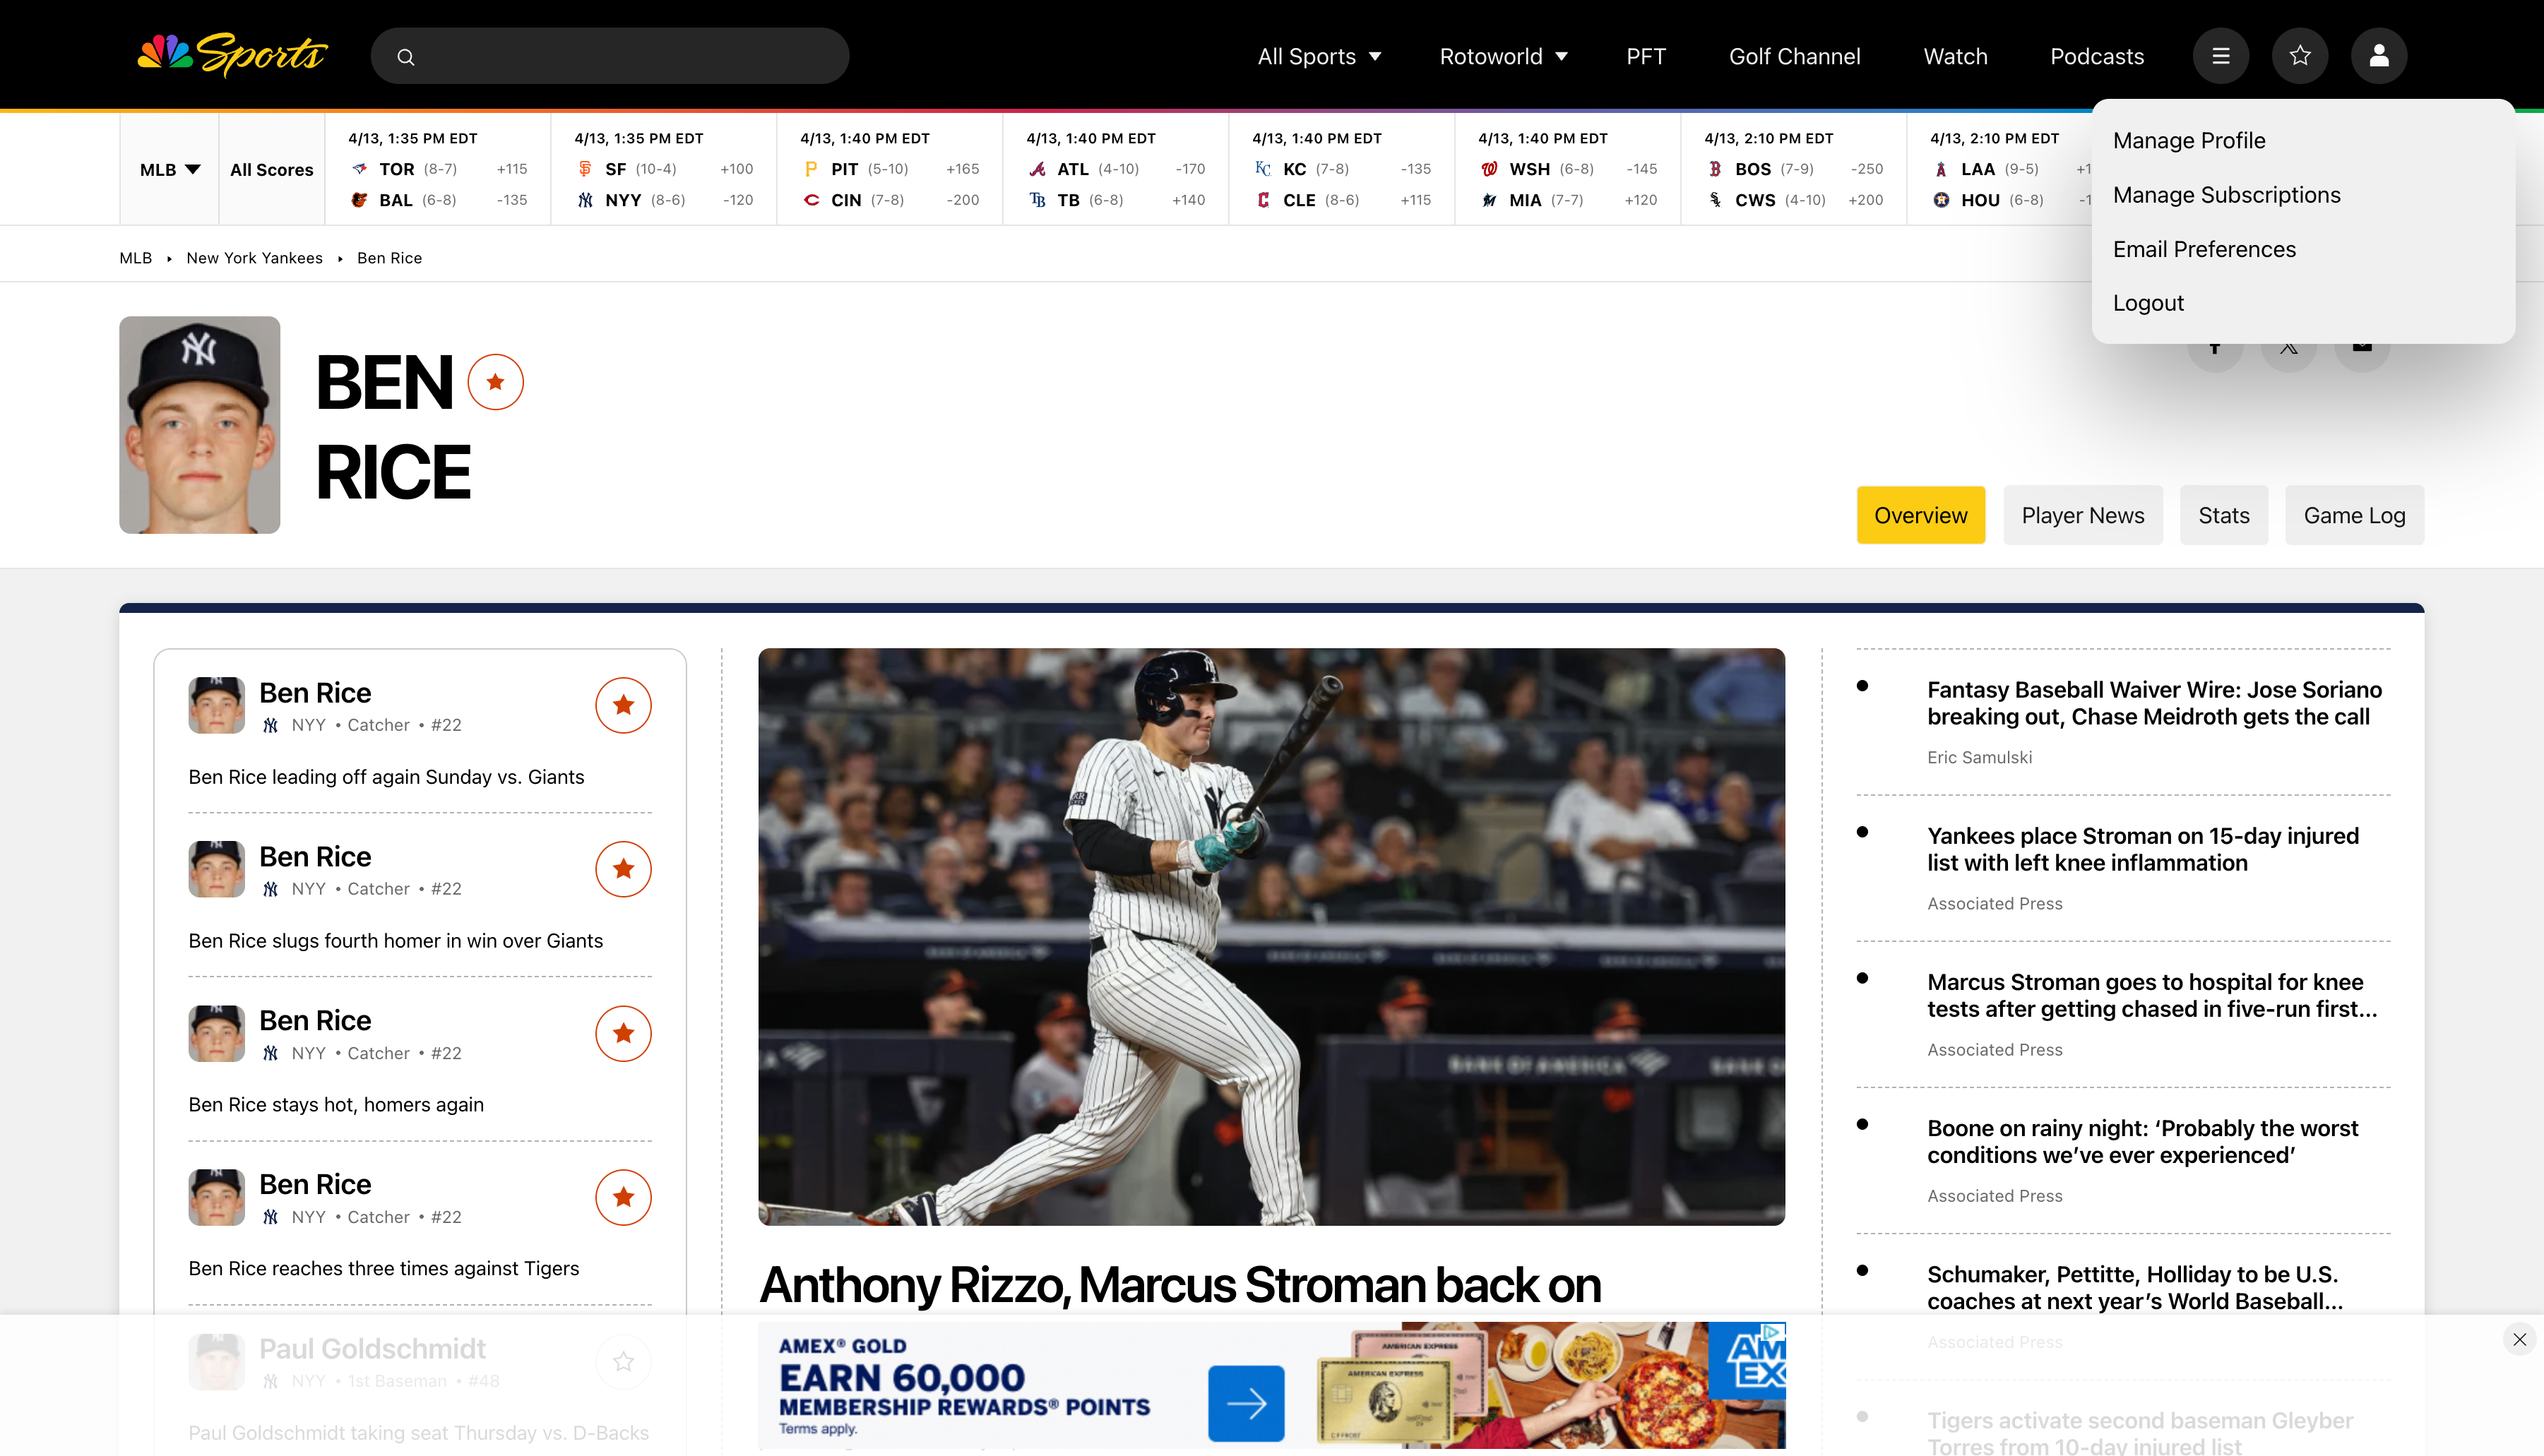 Sports
All Sports
Rotoworld
PFT
Golf Channel
Watch
Podcasts
Manage Profile
Manage Subscriptions
Email Preferences
Logout
MLB
All Scores
4/13, 1:35 PM EDT
TOR (8-7) +115
BAL (6-8) -135
4/13, 1:35 PM EDT
SF (10-4) +100
NYY (8-6) -120
4/13, 1:40 PM EDT
PIT (5-10) +165
CIN (7-8) -200
4/13, 1:40 PM EDT
ATL (4-10) -170
TB (6-8) +140
4/13, 1:40 PM EDT
KC (7-8) -135
CLE (8-6) +115
4/13, 1:40 PM EDT
WSH (6-8) -145
MIA (7-7) +120
4/13, 2:10 PM EDT
BOS (7-9) -250
CWS (4-10) +200
4/13, 2:10 PM EDT
LAA (9-5)
HOU (6-8)
MLB ▸ New York Yankees ▸ Ben Rice
BEN
RICE
Overview
Player News
Stats
Game Log
Ben Rice
NYY • Catcher • #22
Ben Rice leading off again Sunday vs. Giants
Ben Rice
NYY • Catcher • #22
Ben Rice slugs fourth homer in win over Giants
Ben Rice
NYY • Catcher • #22
Ben Rice stays hot, homers again
Ben Rice
NYY • Catcher • #22
Ben Rice reaches three times against Tigers
Paul Goldschmidt
NYY • 1st Baseman • #48
Paul Goldschmidt taking seat Thursday vs. D-Backs
BANK OF AMERICA
BANK OF
Anthony Rizzo, Marcus Stroman back on
AMEX® GOLD
EARN 60,000
MEMBERSHIP REWARDS® POINTS
Terms apply.
AMERICAN EXPRESS
AMERICAN EXPRESS
C F FROST
AM
EX
Fantasy Baseball Waiver Wire: Jose Soriano
breaking out, Chase Meidroth gets the call
Eric Samulski
Yankees place Stroman on 15-day injured
list with left knee inflammation
Associated Press
Marcus Stroman goes to hospital for knee
tests after getting chased in five-run first...
Associated Press
Boone on rainy night: ‘Probably the worst
conditions we’ve ever experienced’
Associated Press
Schumaker, Pettitte, Holliday to be U.S.
coaches at next year’s World Baseball...
Associated Press
Tigers activate second baseman Gleyber
Torres from 10-day injured list